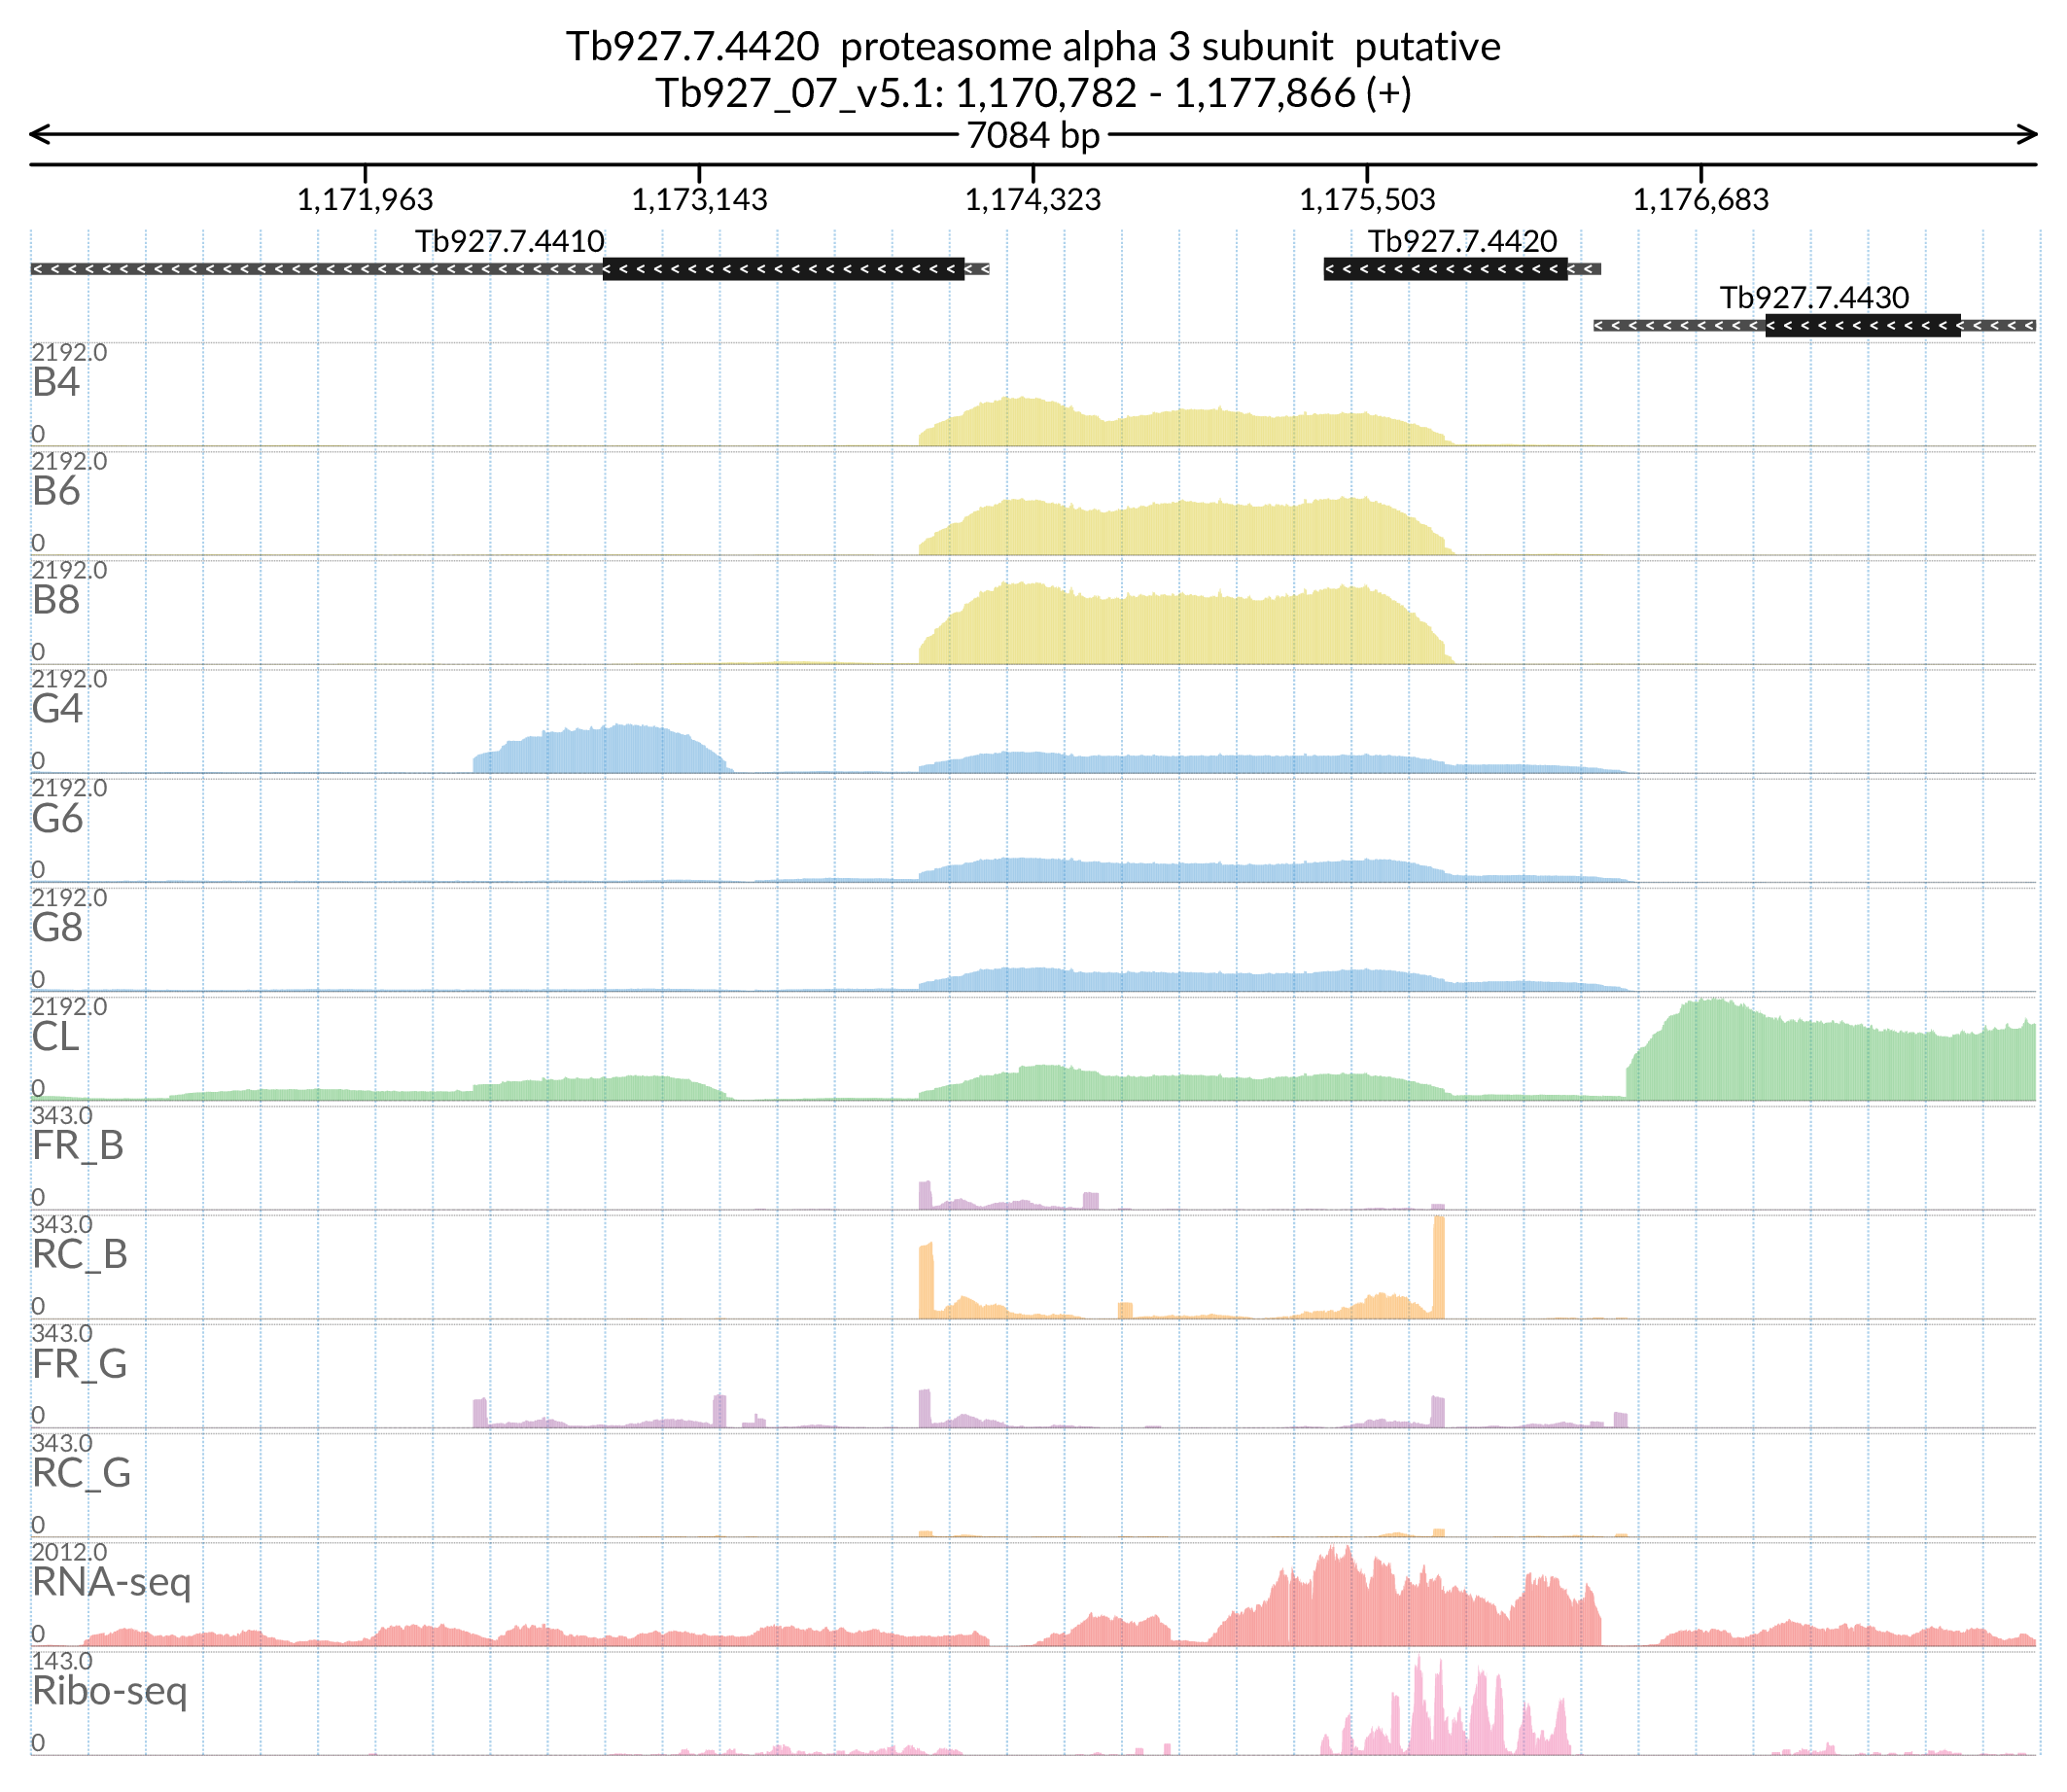 Tb927.7.4420  proteasome alpha 3 subunit  putative
Tb927_07_v5.1: 1,170,782 - 1,177,866 (+)
7084 bp
1,171,963 1,173,143 1,174,323 1,175,503 1,176,683
Tb927.7.4410 Tb927.7.4420
Tb927.7.4430
2192.0
B4
0
2192.0
B6
0
2192.0
B8
0
2192.0
G4
0
2192.0
G6
0
2192.0
G8
0
2192.0
CL
0
343.0
FR_B
0
343.0
RC_B
0
343.0
FR_G
0
343.0
RC_G
0
2012.0
RNA-seq
0
143.0
Ribo-seq
0